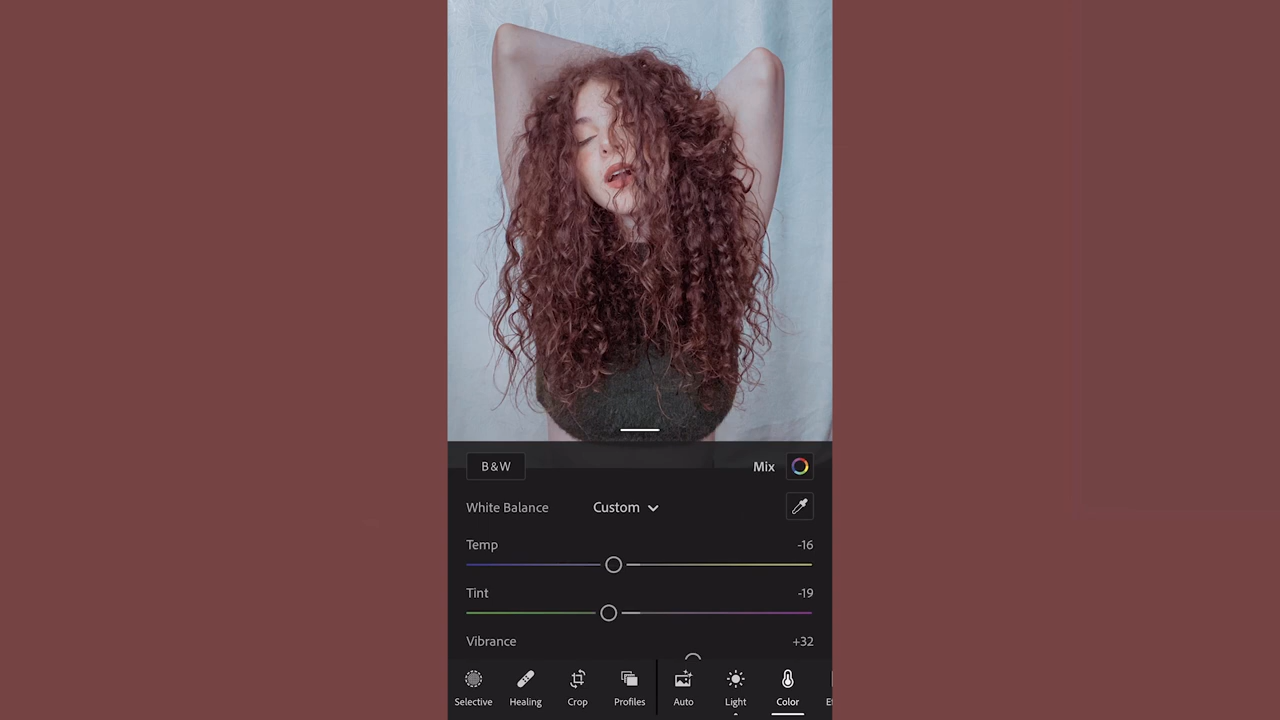 B&W Mix
White Balance Custom
Temp -16
Tint -19
Vibrance +32
Selective Healing Crop Profiles Auto Light Color